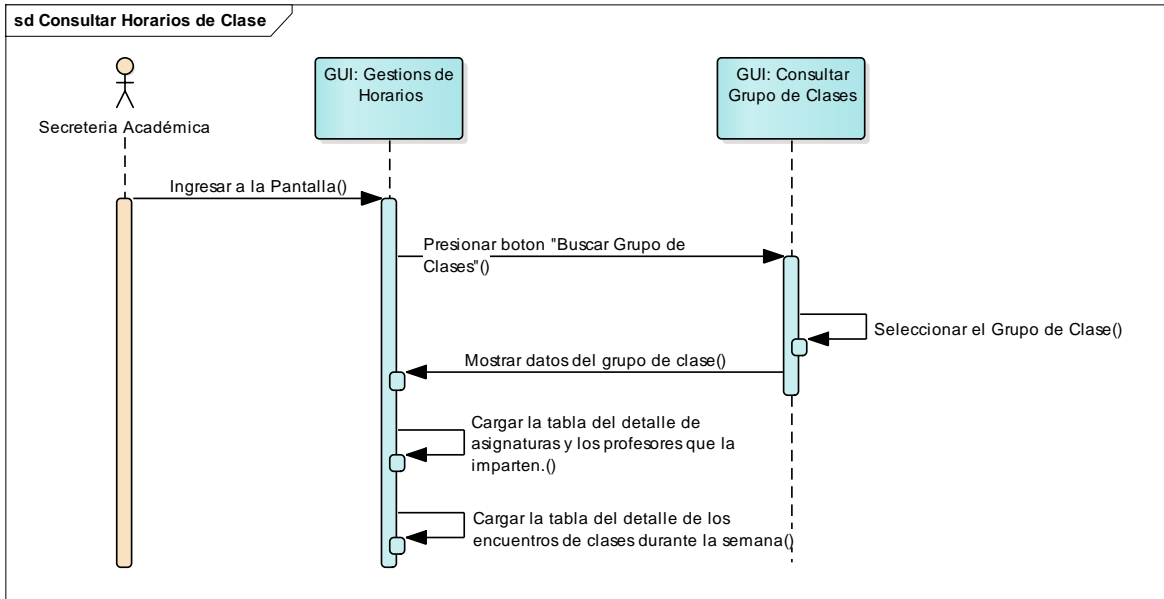 sd Consultar Horarios de Clase
GUI: Gestions de
Horarios
GUI: Consultar
Grupo de Clases
Secreteria Académica
Ingresar a la Pantalla()
Presionar boton "Buscar Grupo de
Clases"()
Seleccionar el Grupo de Clase()
Mostrar datos del grupo de clase()
Cargar la tabla del detalle de
asignaturas y los profesores que la
imparten.()
Cargar la tabla del detalle de los
encuentros de clases durante la semana()